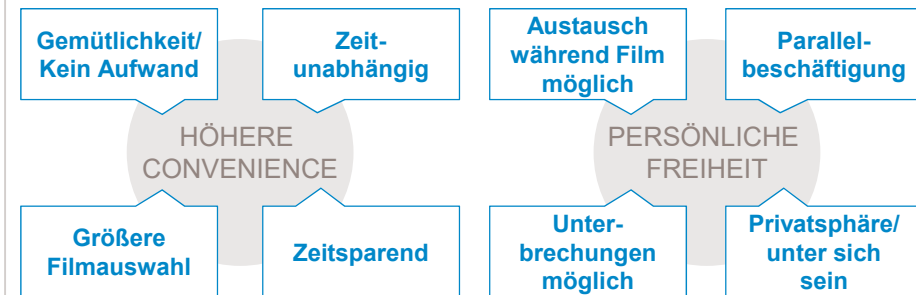 Gemütlichkeit/
Kein Aufwand
Zeit-
unabhängig
HÖHERE
CONVENIENCE
Größere
Filmauswahl
Zeitsparend
Austausch
während Film
möglich
Parallel-
beschäftigung
PERSÖNLICHE
FREIHEIT
Unter-
brechungen
möglich
Privatsphäre/
unter sich
sein